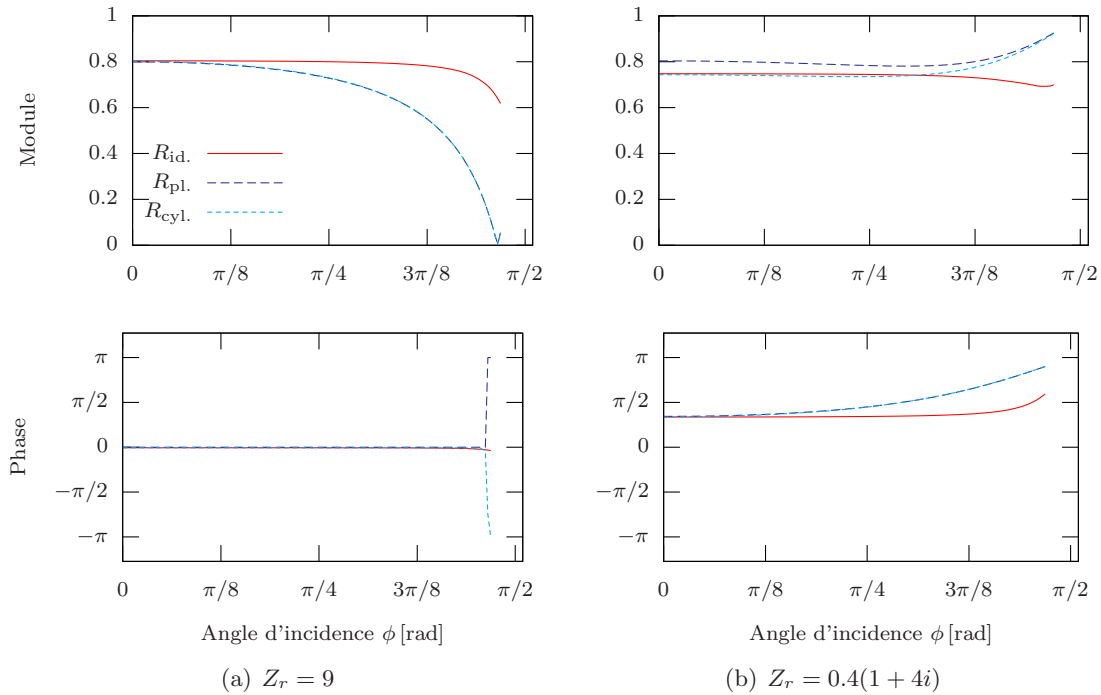 1
0.8
0.6
0.4
0.2
0
Module
R_id.
R_pl.
R_cyl.
0 π/8 π/4 3π/8 π/2
1
0.8
0.6
0.4
0.2
0
0 π/8 π/4 3π/8 π/2
π
π/2
0
−π/2
−π
Phase
0 π/8 π/4 3π/8 π/2
Angle d'incidence ϕ [rad]
(a) Z_r = 9
π
π/2
0
−π/2
−π
0 π/8 π/4 3π/8 π/2
Angle d'incidence ϕ [rad]
(b) Z_r = 0.4(1 + 4i)